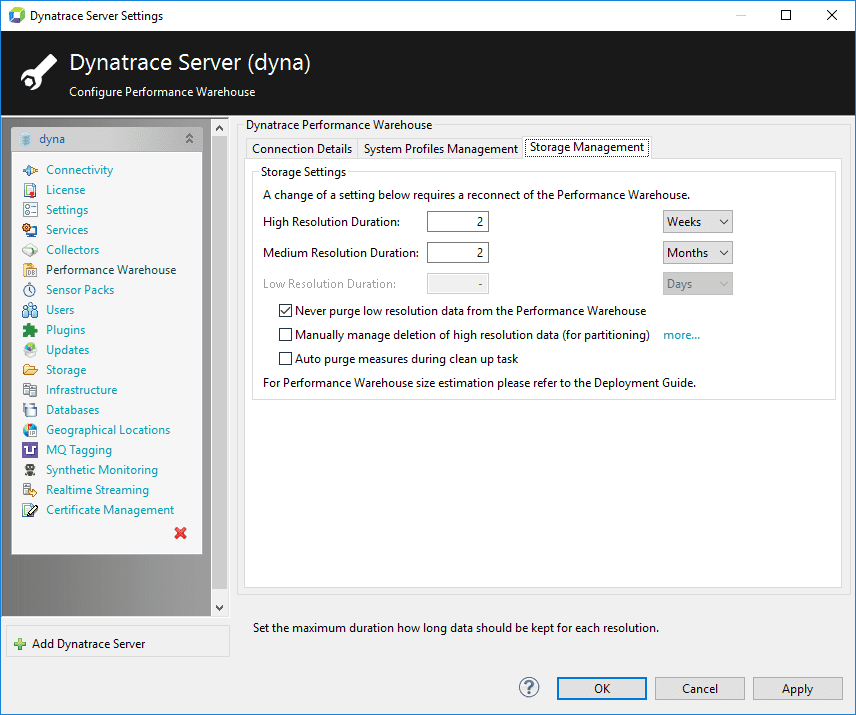 Dynatrace Server Settings
Dynatrace Server (dyna)
Configure Performance Warehouse
dyna
Connectivity
License
Settings
Services
Collectors
Performance Warehouse
Sensor Packs
Users
Plugins
Updates
Storage
Infrastructure
Databases
Geographical Locations
MQ Tagging
Synthetic Monitoring
Realtime Streaming
Certificate Management
Add Dynatrace Server
Dynatrace Performance Warehouse
Connection Details System Profiles Management Storage Management
Storage Settings
A change of a setting below requires a reconnect of the Performance Warehouse.
High Resolution Duration: 2 Weeks
Medium Resolution Duration: 2 Months
Low Resolution Duration: - Days
Never purge low resolution data from the Performance Warehouse
Manually manage deletion of high resolution data (for partitioning) more...
Auto purge measures during clean up task
For Performance Warehouse size estimation please refer to the Deployment Guide.
Set the maximum duration how long data should be kept for each resolution.
? OK Cancel Apply